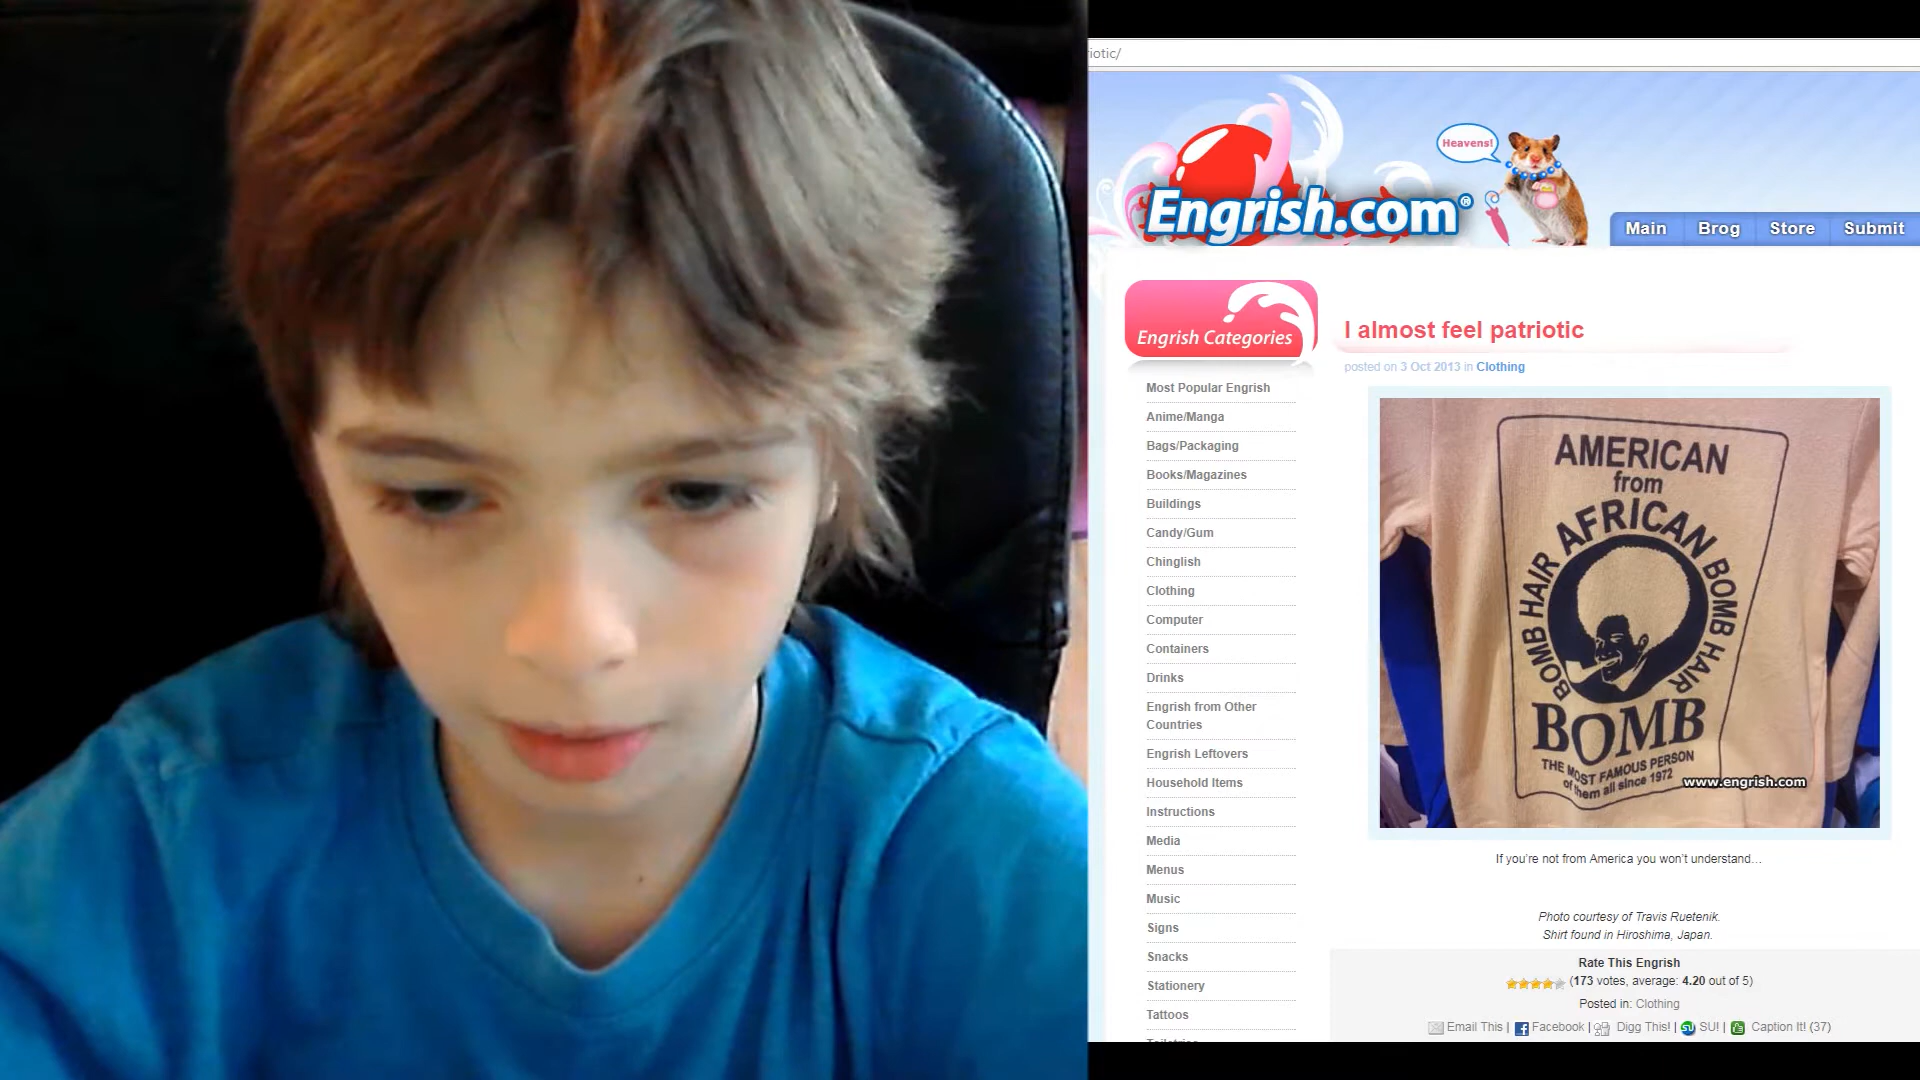 iotic/
Heavens!
Engrish.com®
Main
Brog
Store
Submit
Engrish Categories
Most Popular Engrish
Anime/Manga
Bags/Packaging
Books/Magazines
Buildings
Candy/Gum
Chinglish
Clothing
Computer
Containers
Drinks
Engrish from Other
Countries
Engrish Leftovers
Household Items
Instructions
Media
Menus
Music
Signs
Snacks
Stationery
Tattoos
I almost feel patriotic
posted on 3 Oct 2013 in Clothing
AMERICAN
from
AFRICAN
BOMB HAIR
BOMB HAIR
BOMB
THE MOST FAMOUS PERSON
of them all since 1972
www.engrish.com
If you're not from America you won't understand…
Photo courtesy of Travis Ruetenik.
Shirt found in Hiroshima, Japan.
Rate This Engrish
(173 votes, average: 4.20 out of 5)
Posted in: Clothing
Email This | Facebook | Digg This! | SU! | Caption It! (37)